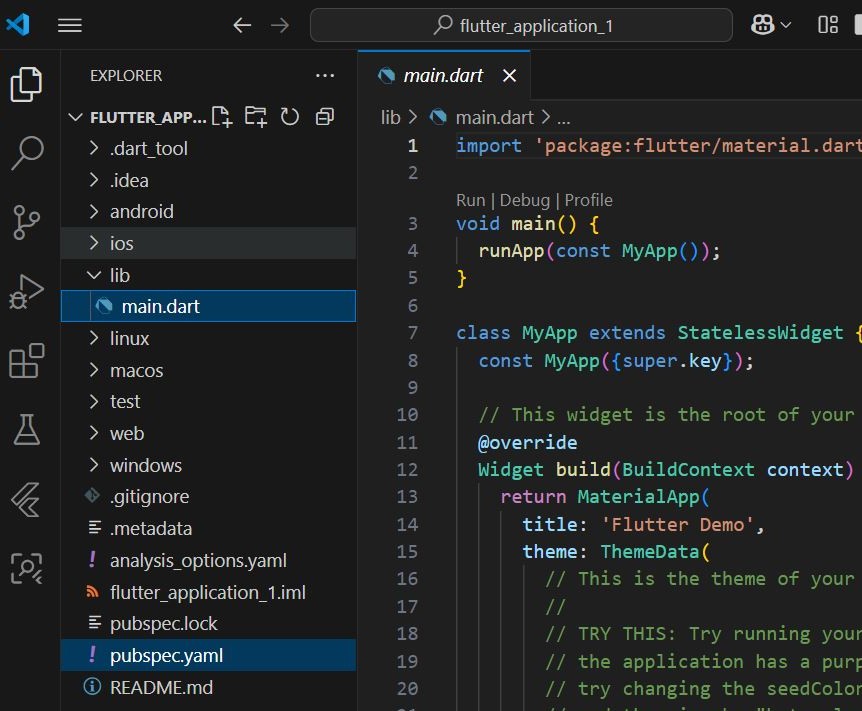 flutter_application_1
EXPLORER
FLUTTER_APP...
.dart_tool
.idea
android
ios
lib
main.dart
linux
macos
test
web
windows
.gitignore
.metadata
analysis_options.yaml
flutter_application_1.iml
pubspec.lock
pubspec.yaml
README.md
main.dart
lib > main.dart > ...
1 import 'package:flutter/material.dart
2
Run | Debug | Profile
3 void main() {
4 runApp(const MyApp());
5 }
6
7 class MyApp extends StatelessWidget {
8 const MyApp({super.key});
9
10 // This widget is the root of your
11 @override
12 Widget build(BuildContext context)
13 return MaterialApp(
14 title: 'Flutter Demo',
15 theme: ThemeData(
16 // This is the theme of your
17 //
18 // TRY THIS: Try running your
19 // the application has a purp
20 // try changing the seedColor